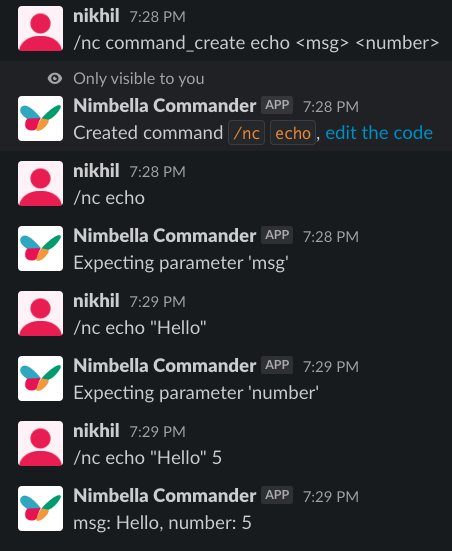 nikhil 7:28 PM
/nc command_create echo <msg> <number>
Only visible to you
Nimbella Commander APP 7:28 PM
Created command /nc echo, edit the code
nikhil 7:28 PM
/nc echo
Nimbella Commander APP 7:28 PM
Expecting parameter 'msg'
nikhil 7:29 PM
/nc echo "Hello"
Nimbella Commander APP 7:29 PM
Expecting parameter 'number'
nikhil 7:29 PM
/nc echo "Hello" 5
Nimbella Commander APP 7:29 PM
msg: Hello, number: 5